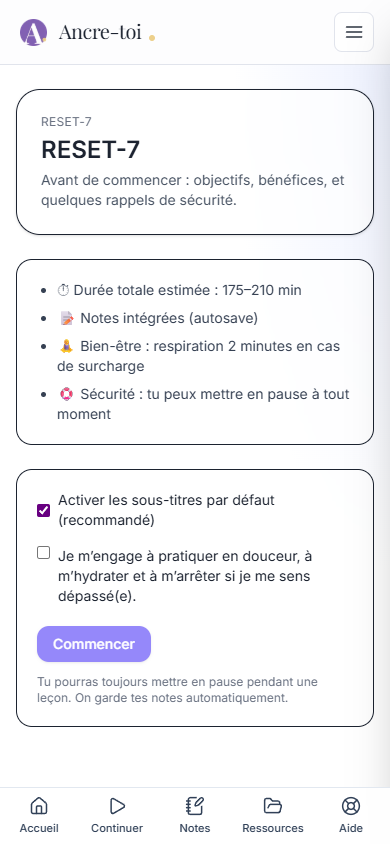 Ancre-toi
RESET-7
RESET-7
Avant de commencer : objectifs, bénéfices, et
quelques rappels de sécurité.
• ⏱ Durée totale estimée : 175–210 min
• 📝 Notes intégrées (autosave)
• 🧘‍♀️ Bien-être : respiration 2 minutes en cas
de surcharge
• 🛟 Sécurité : tu peux mettre en pause à tout
moment
Activer les sous-titres par défaut
(recommandé)
Je m’engage à pratiquer en douceur, à
m’hydrater et à m’arrêter si je me sens
dépassé(e).
Commencer
Tu pourras toujours mettre en pause pendant une
leçon. On garde tes notes automatiquement.
Accueil Continuer Notes Ressources Aide